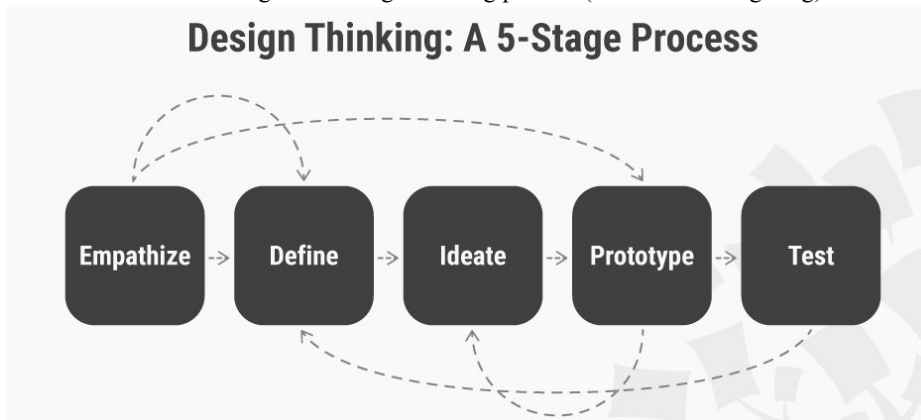 Design Thinking: A 5-Stage Process
Empathize
Define
Ideate
Prototype
Test